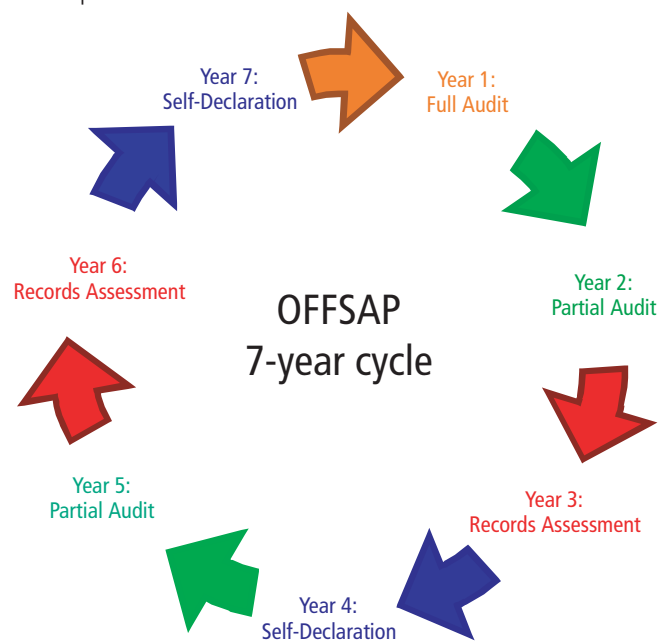 Year 1:
Full Audit
Year 2:
Partial Audit
Year 3:
Records Assessment
Year 4:
Self-Declaration
Year 5:
Partial Audit
Year 6:
Records Assessment
Year 7:
Self-Declaration
OFFSAP
7-year cycle